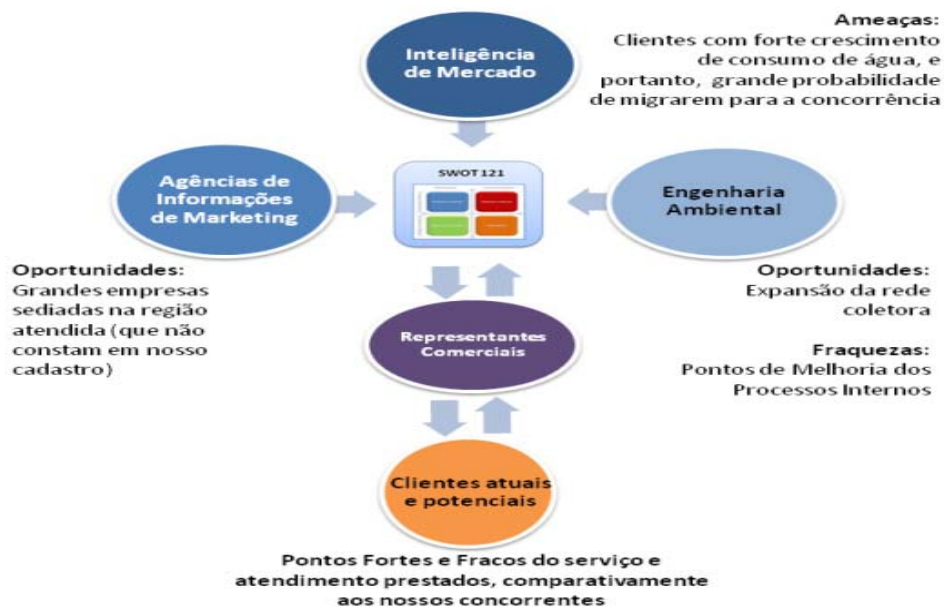 Inteligência
de Mercado
Ameaças:
Clientes com forte crescimento
de consumo de água, e
portanto, grande probabilidade
de migrarem para a concorrência
Agências de
Informações
de Marketing
SWOT 121
Engenharia
Ambiental
Oportunidades:
Grandes empresas
sediadas na região
atendida (que não
constam em nosso
cadastro)
Representantes
Comerciais
Oportunidades:
Expansão da rede
coletora
Fraquezas:
Pontos de Melhoria dos
Processos Internos
Clientes atuais
e potenciais
Pontos Fortes e Fracos do serviço e
atendimento prestados, comparativamente
aos nossos concorrentes